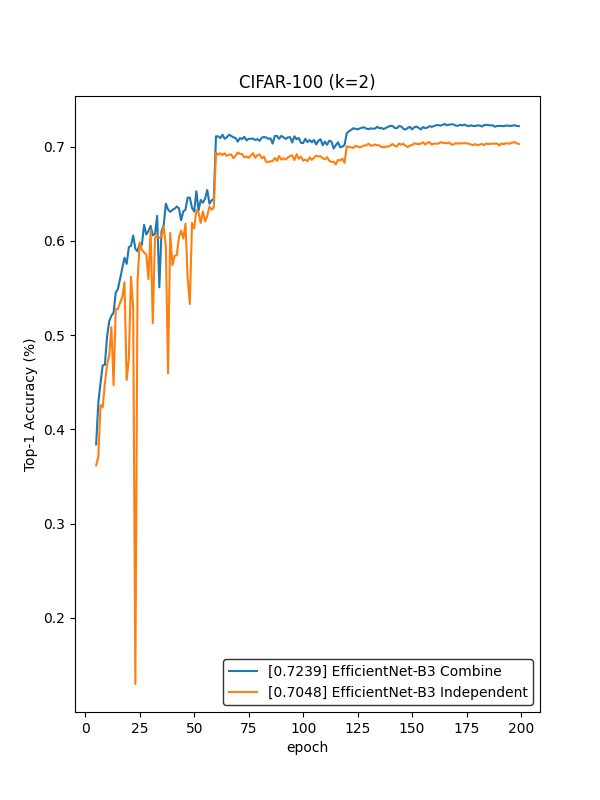 CIFAR-100 (k=2)
Top-1 Accuracy (%)
0.7
0.6
0.5
0.4
0.3
0.2
[0.7239] EfficientNet-B3 Combine
[0.7048] EfficientNet-B3 Independent
0 25 50 75 100 125 150 175 200
epoch